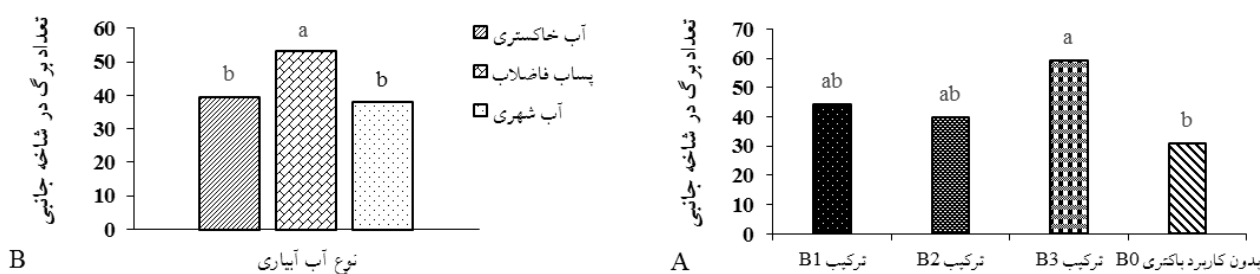 تعداد برگ در شاخه جانبی
70
60
50
40
30
20
10
0
ab
ab
a
b
ترکیب B1
ترکیب B2
ترکیب B3
بدون کاربرد باکتری B0
A
تعداد برگ در شاخه جانبی
60
50
40
30
20
10
0
b
a
b
آب خاکستری
پساب فاضلاب
آب شهری
نوع آب آبیاری
B